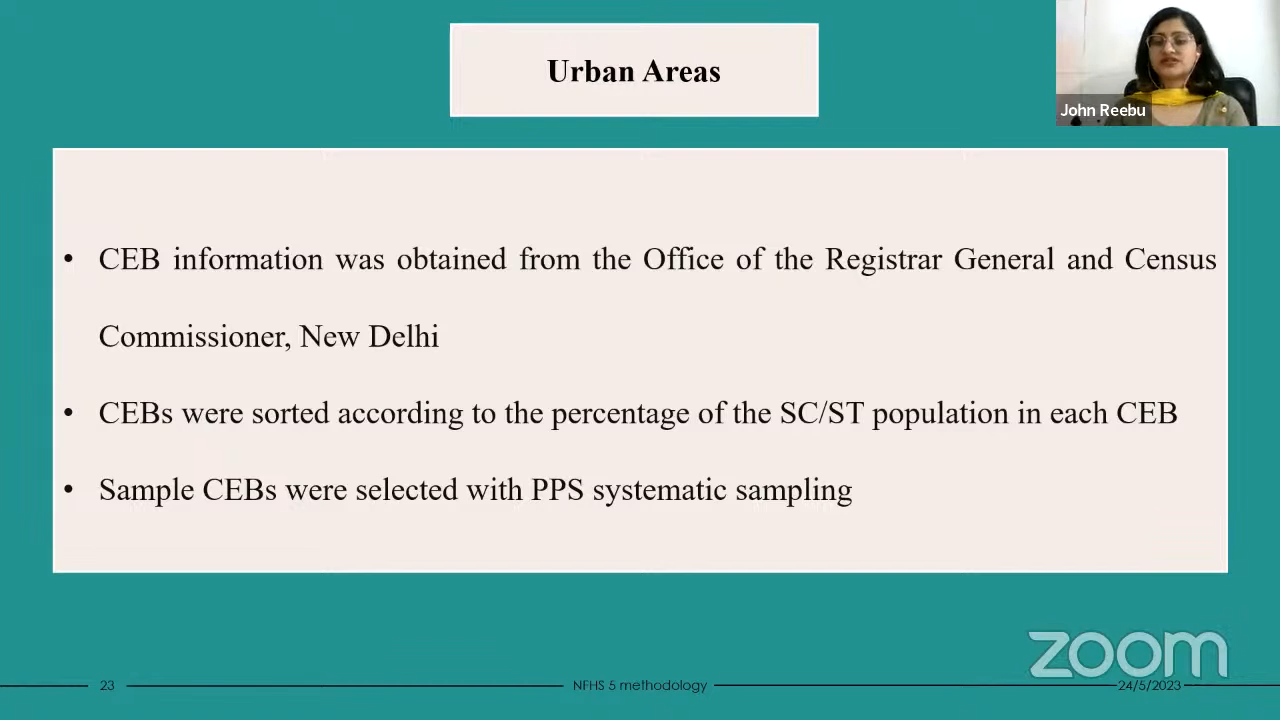 Urban Areas
John Reebu
• CEB information was obtained from the Office of the Registrar General and Census
Commissioner, New Delhi
• CEBs were sorted according to the percentage of the SC/ST population in each CEB
• Sample CEBs were selected with PPS systematic sampling
zoom
23
NFHS 5 methodology
24/5/2023